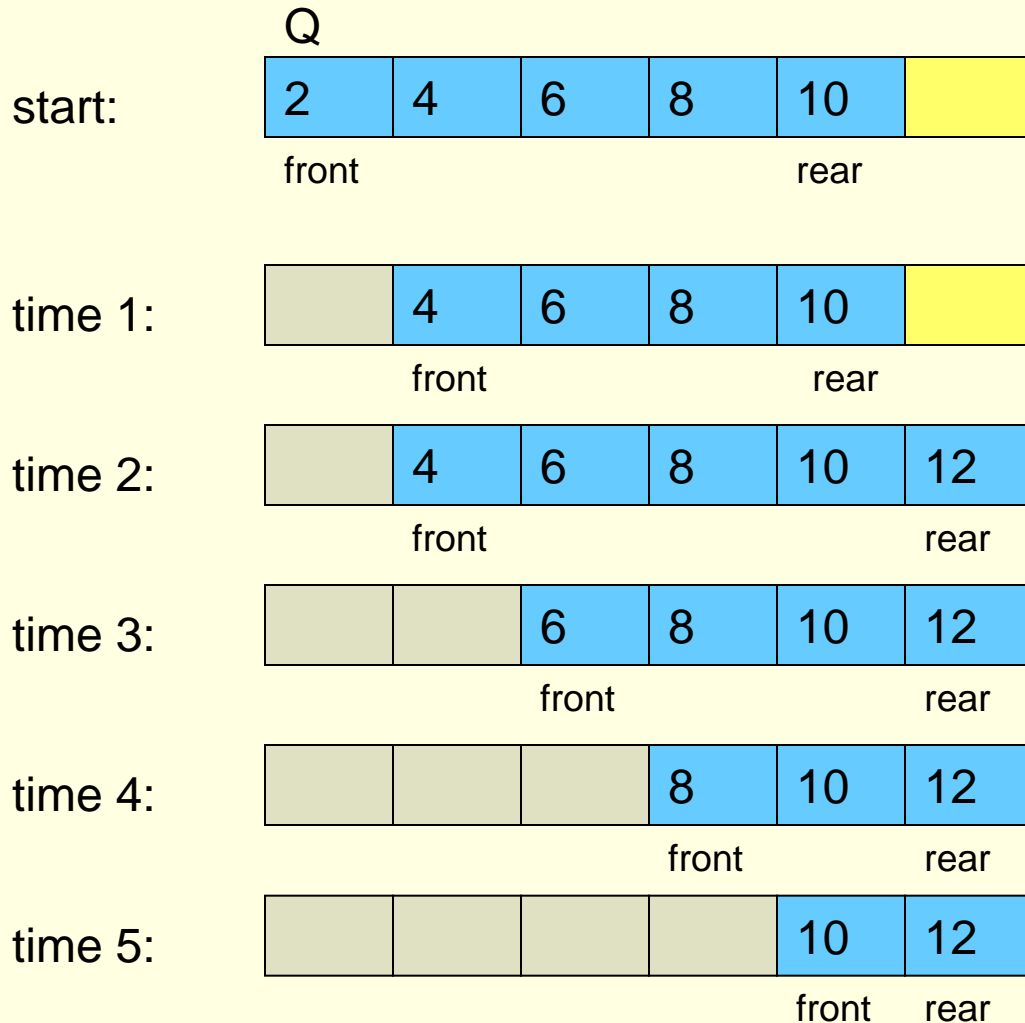 Q
start: 2 4 6 8 10
front rear
time 1: 4 6 8 10
front rear
time 2: 4 6 8 10 12
front rear
time 3: 6 8 10 12
front rear
time 4: 8 10 12
front rear
time 5: 10 12
front rear